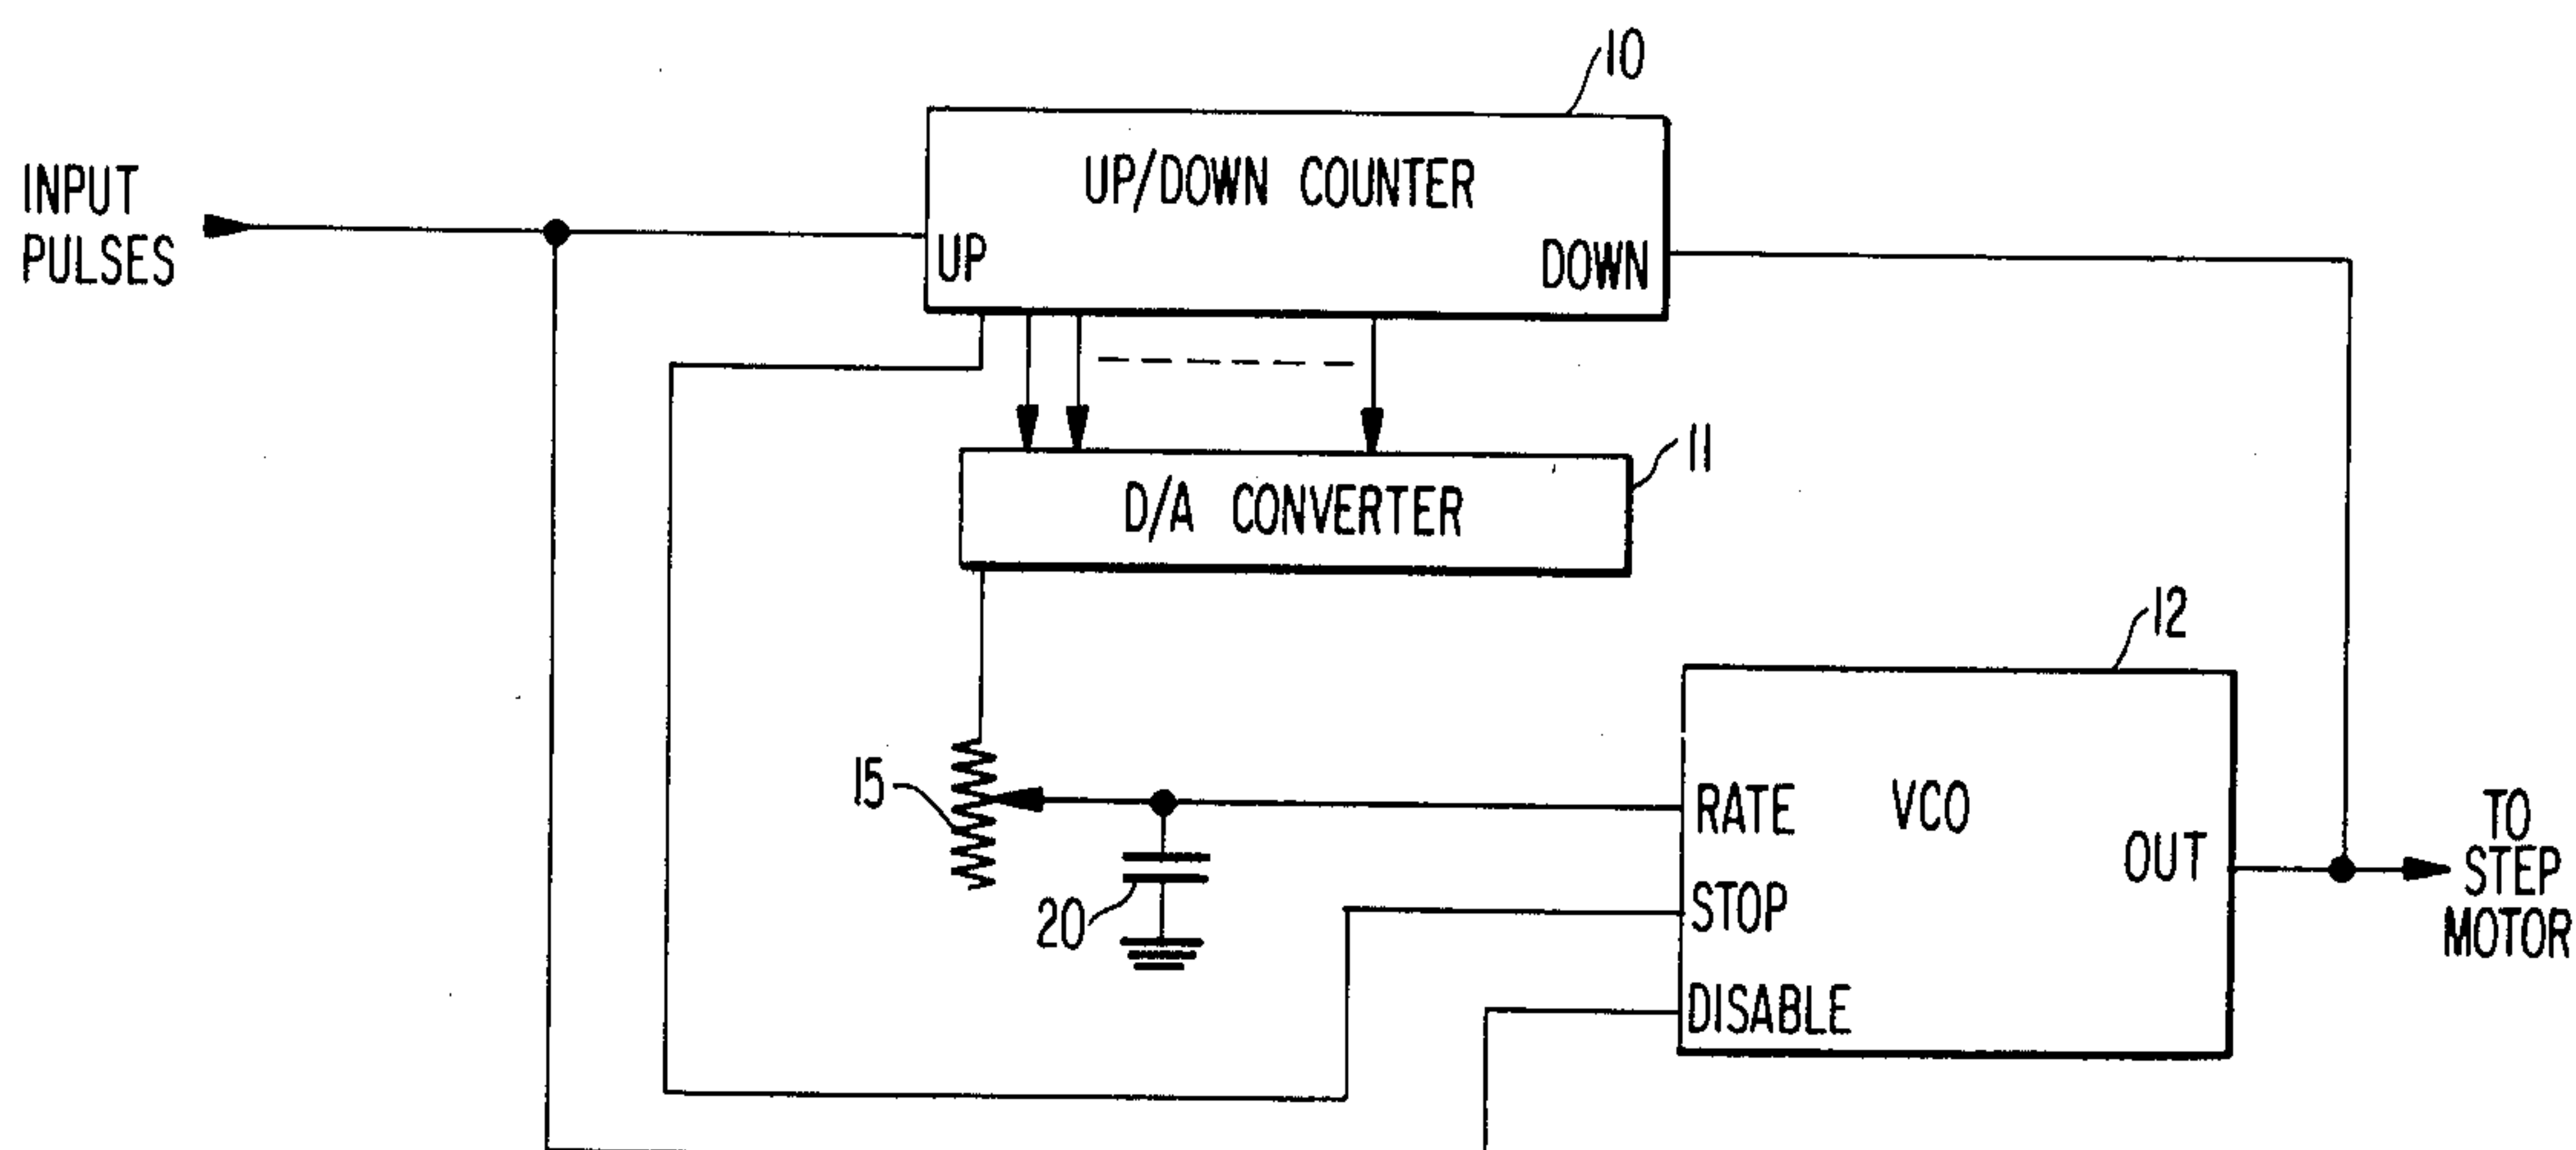 10
INPUT
PULSES
UP/DOWN COUNTER
UP
DOWN
11
D/A CONVERTER
12
15
RATE
VCO
OUT
TO
STEP
MOTOR
20
STOP
DISABLE